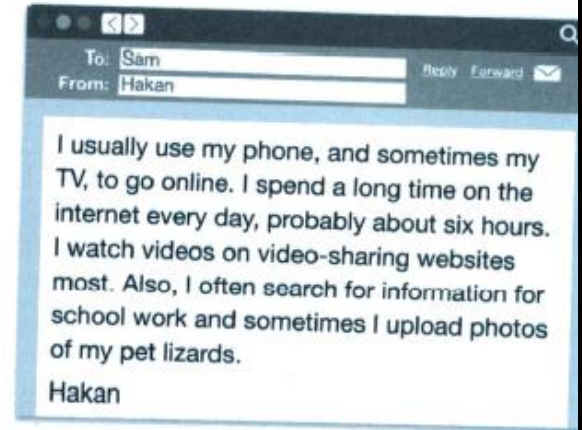 To: Sam
Reply Forward
From: Hakan
I usually use my phone, and sometimes my
TV, to go online. I spend a long time on the
internet every day, probably about six hours.
I watch videos on video-sharing websites
most. Also, I often search for information for
school work and sometimes I upload photos
of my pet lizards.
Hakan